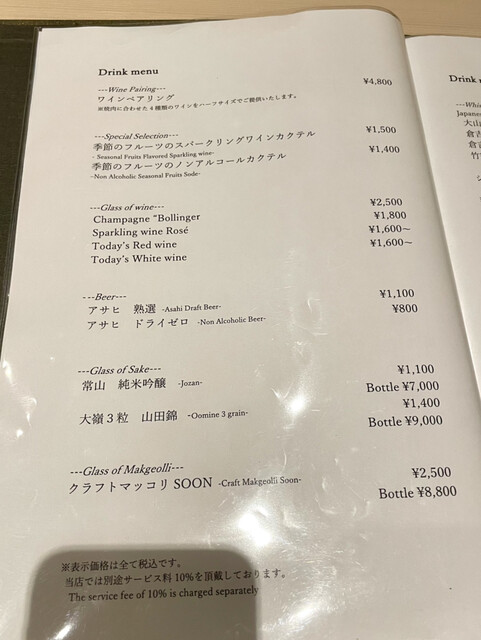 Drink menu
---Wine Pairing---
ワインペアリング ¥4,800
※焼肉に合わせた4種類のワインをハーフサイズでご提供いたします。
---Special Selection---
季節のフルーツのスパークリングワインカクテル ¥1,500
- Seasonal Fruits Flavored Sparkling wine-
季節のフルーツのノンアルコールカクテル ¥1,400
~Non Alcoholic Seasonal Fruits Sode-
---Glass of wine---
Champagne "Bollinger ¥2,500
Sparkling wine Rosé ¥1,800
Today's Red wine ¥1,600~
Today's White wine ¥1,600~
---Beer---
アサヒ 熟選 -Asahi Draft Beer- ¥1,100
アサヒ ドライゼロ -Non Alcoholic Beer- ¥800
---Glass of Sake---
常山 純米吟醸 -Jozan- ¥1,100
Bottle ¥7,000
大嶺3粒 山田錦 -Oomine 3 grain- ¥1,400
Bottle ¥9,000
---Glass of Makgeolli---
クラフトマッコリ SOON -Craft Makgeolli Soon- ¥2,500
Bottle ¥8,800
※表示価格は全て税込です。
当店では別途サービス料 10%を頂戴しております。
The service fee of 10% is charged separately
Drink
---Whi
Japanes
大山
倉吉
倉吉
竹